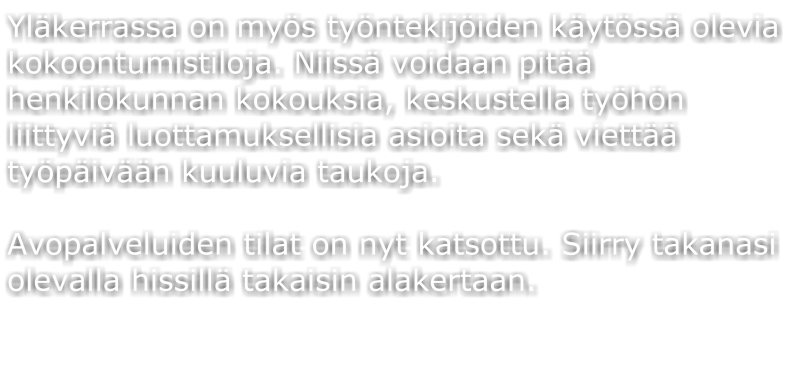 Yläkerrassa on myös työntekijöiden käytössä olevia
kokoontumistiloja. Niissä voidaan pitää
henkilökunnan kokouksia, keskustella työhön
liittyviä luottamuksellisia asioita sekä viettää
työpäivään kuuluvia taukoja.
Avopalveluiden tilat on nyt katsottu. Siirry takanasi
olevalla hissillä takaisin alakertaan.